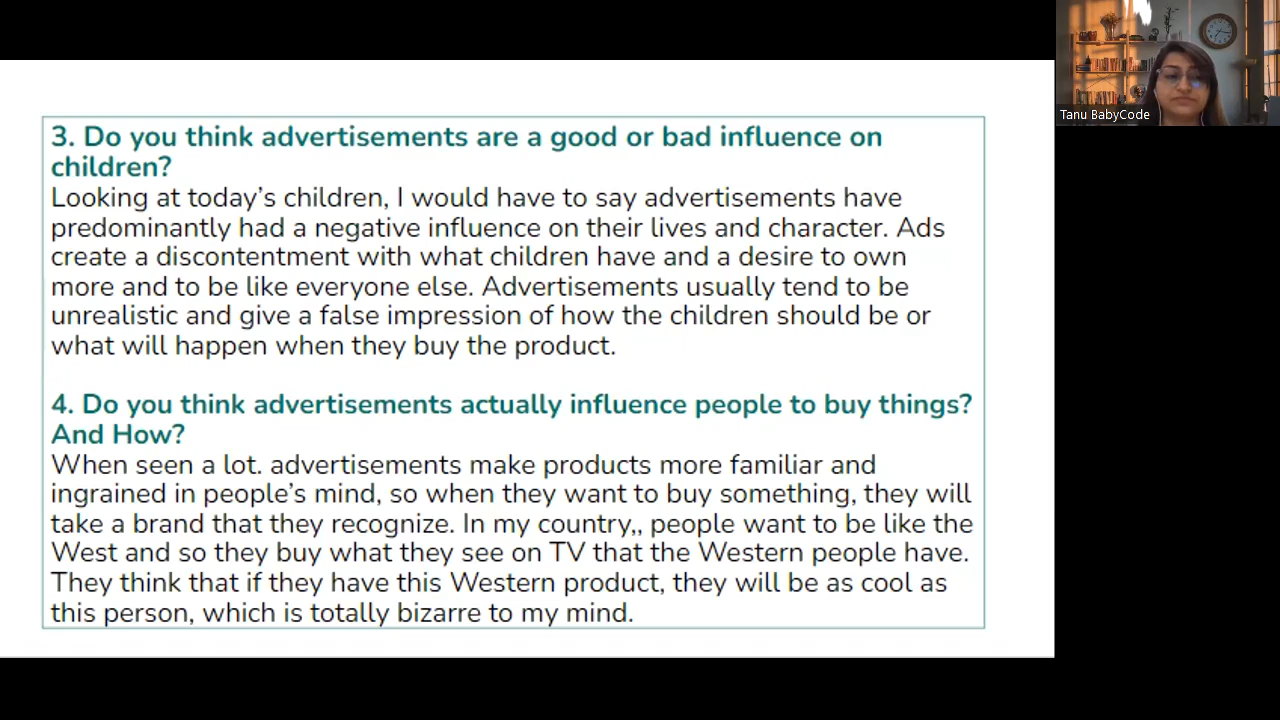 3. Do you think advertisements are a good or bad influence on
children?
Looking at today's children, I would have to say advertisements have
predominantly had a negative influence on their lives and character. Ads
create a discontentment with what children have and a desire to own
more and to be like everyone else. Advertisements usually tend to be
unrealistic and give a false impression of how the children should be or
what will happen when they buy the product.
4. Do you think advertisements actually influence people to buy things?
And How?
When seen a lot. advertisements make products more familiar and
ingrained in people's mind, so when they want to buy something, they will
take a brand that they recognize. In my country,, people want to be like the
West and so they buy what they see on TV that the Western people have.
They think that if they have this Western product, they will be as cool as
this person, which is totally bizarre to my mind.
Tanu BabyCode